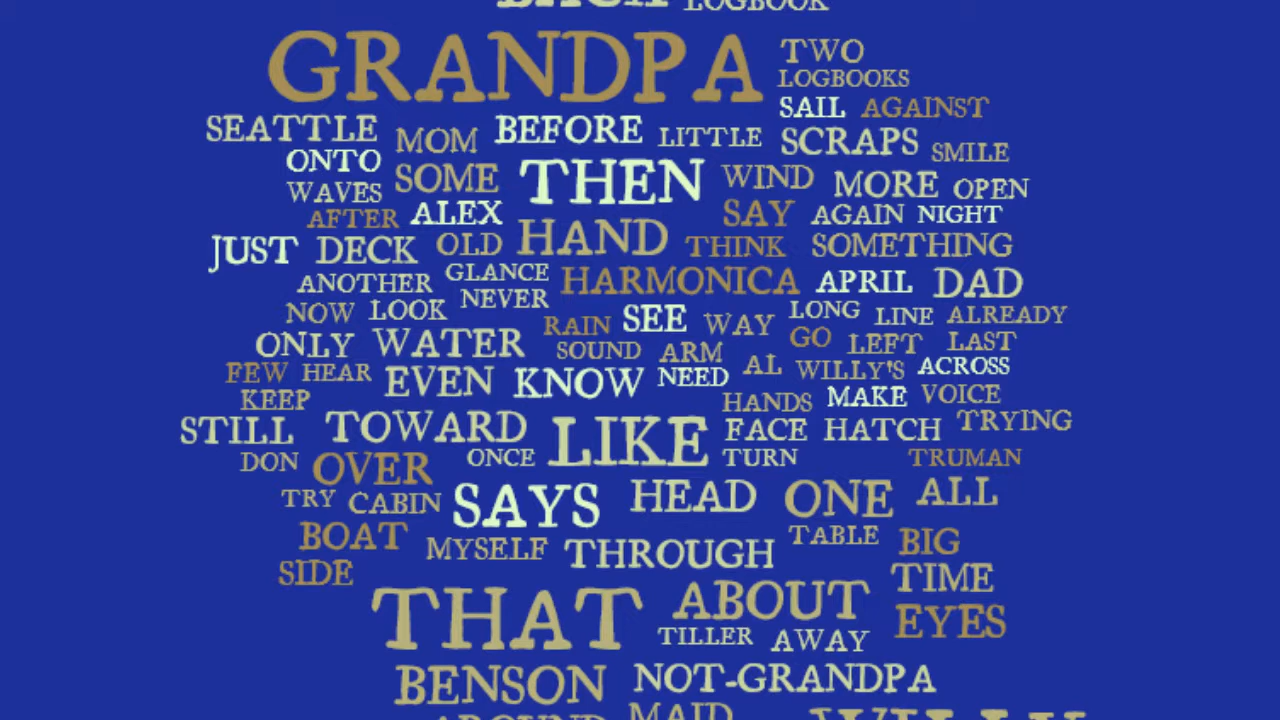 BACK LOGBOOK
GRANDPA TWO
LOGBOOKS
SAIL AGAINST
SEATTLE MOM BEFORE LITTLE SCRAPS SMILE
ONTO SOME THEN WIND MORE OPEN
WAVES
AFTER ALEX SAY AGAIN NIGHT
JUST DECK OLD HAND THINK SOMETHING
ANOTHER GLANCE HARMONICA APRIL DAD
NOW LOOK NEVER LONG LINE ALREADY
RAIN SEE WAY
ONLY WATER SOUND ARM GO LEFT LAST
FEW HEAR EVEN KNOW NEED AL WILLY'S ACROSS
KEEP HANDS MAKE VOICE
STILL TOWARD LIKE FACE HATCH TRYING
DON OVER ONCE TURN TRUMAN
TRY CABIN SAYS HEAD ONE ALL
BOAT MYSELF THROUGH TABLE BIG
SIDE TIME
THAT ABOUT EYES
TILLER AWAY
BENSON NOT-GRANDPA
AROUND MAID WILLY